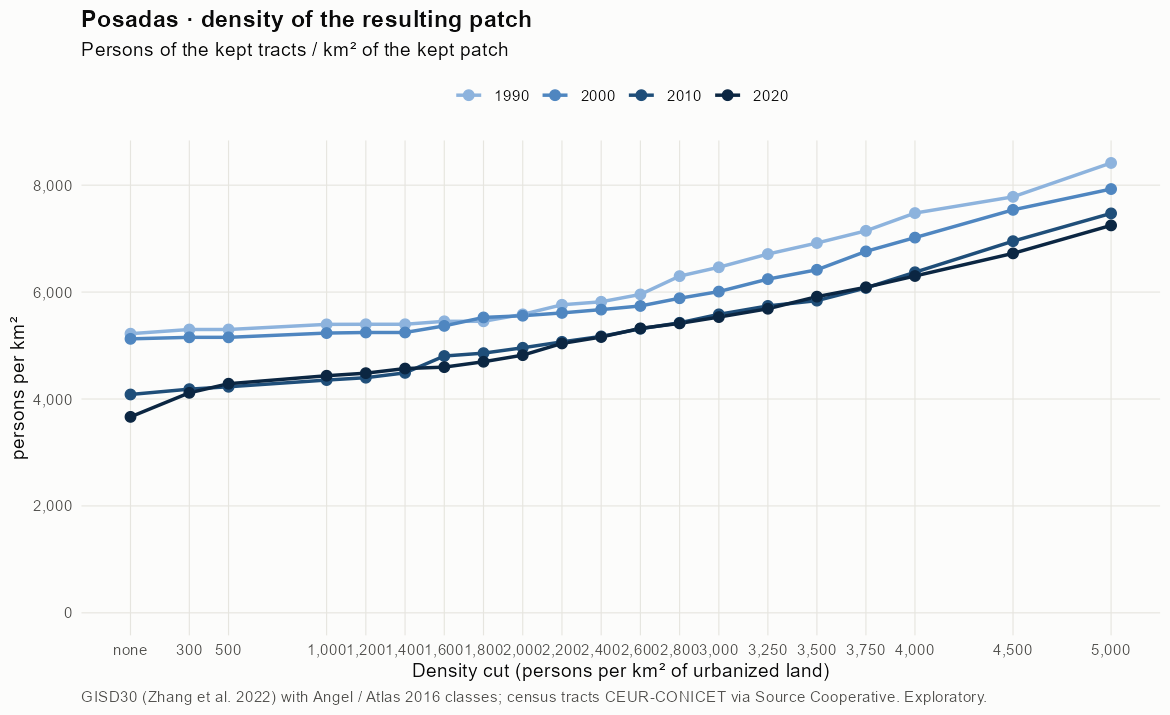 Posadas · density of the resulting patch
Persons of the kept tracts / km² of the kept patch
1990 2000 2010 2020
8,000
6,000
4,000
2,000
0
persons per km²
none 300 500 1,000 1,200 1,400 1,600 1,800 2,000 2,200 2,400 2,600 2,800 3,000 3,250 3,500 3,750 4,000 4,500 5,000
Density cut (persons per km² of urbanized land)
GISD30 (Zhang et al. 2022) with Angel / Atlas 2016 classes; census tracts CEUR-CONICET via Source Cooperative. Exploratory.